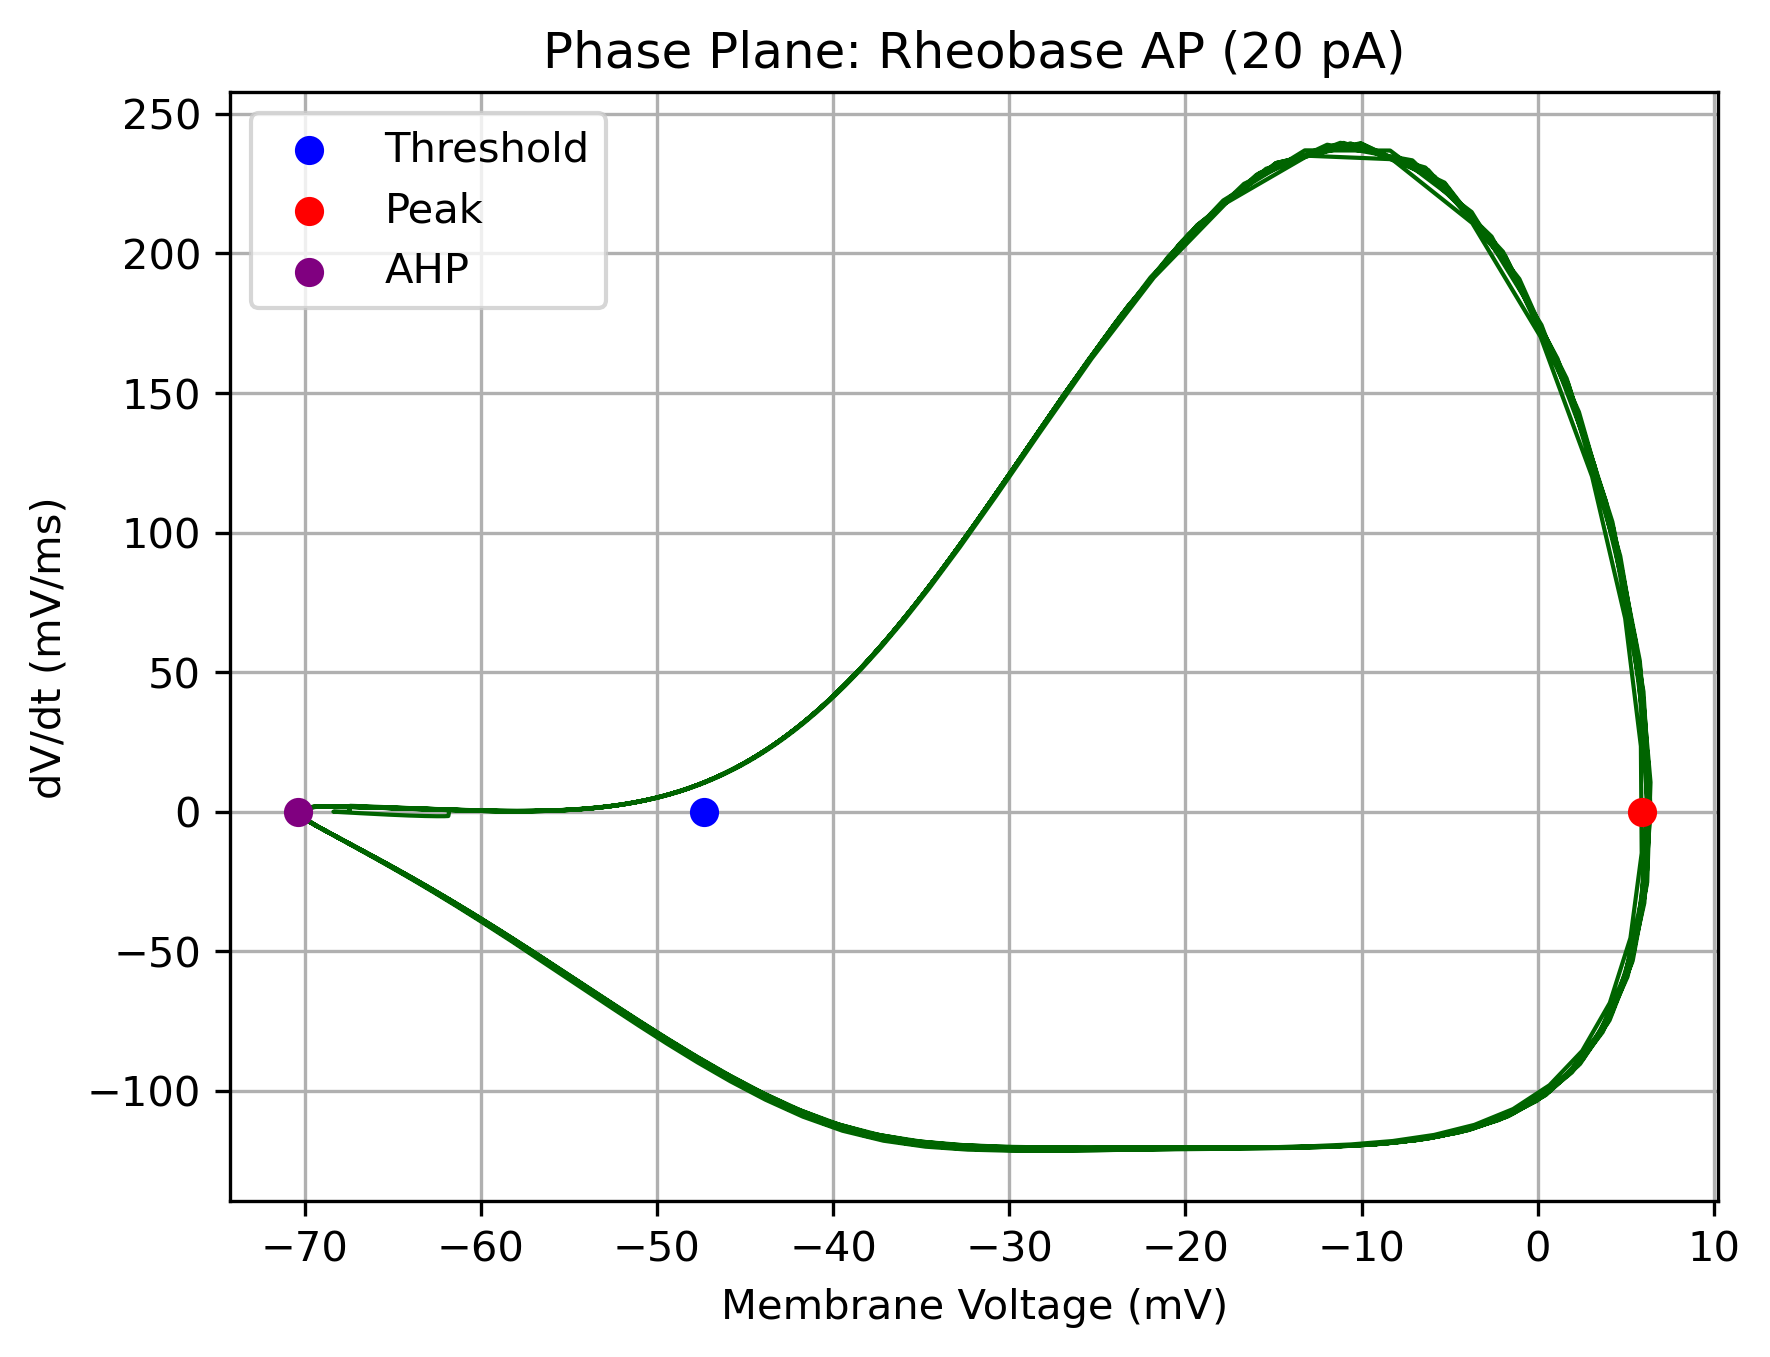 Phase Plane: Rheobase AP (20 pA)
250
200
150
100
50
0
−50
−100
dV/dt (mV/ms)
Threshold
Peak
AHP
−70 −60 −50 −40 −30 −20 −10 0 10
Membrane Voltage (mV)